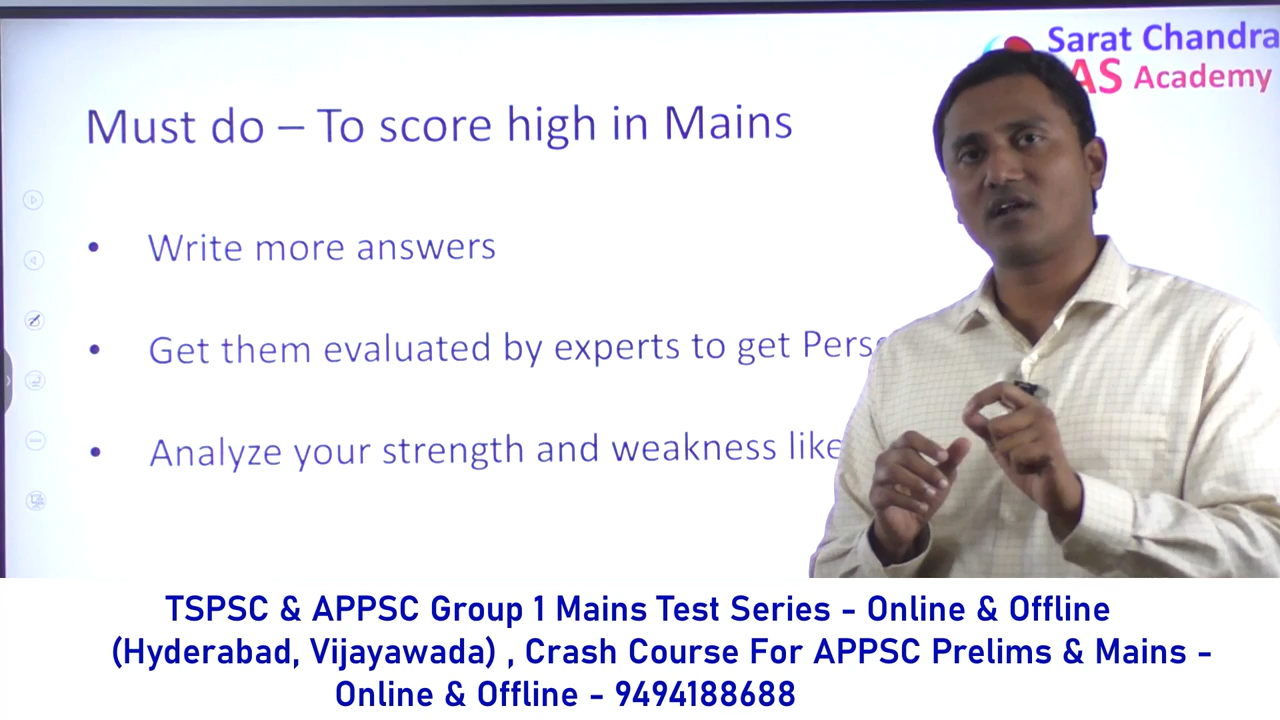 Sarat Chandra
AS Academy
Must do – To score high in Mains
• Write more answers
• Get them evaluated by experts to get
• Analyze your strength and weakness like
TSPSC & APPSC Group 1 Mains Test Series - Online & Offline
(Hyderabad, Vijayawada) , Crash Course For APPSC Prelims & Mains -
Online & Offline - 9494188688